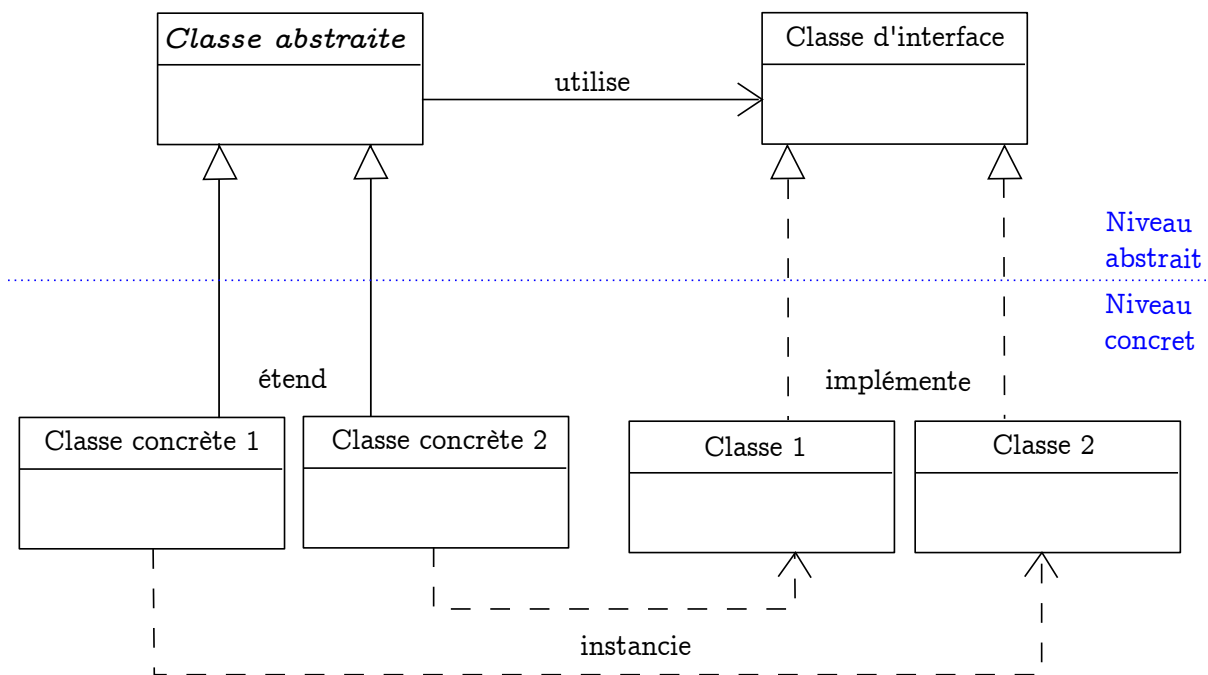 Classe abstraite
Classe d'interface
utilise
Niveau
abstrait
Niveau
concret
étend
implémente
Classe concrète 1
Classe concrète 2
Classe 1
Classe 2
instancie